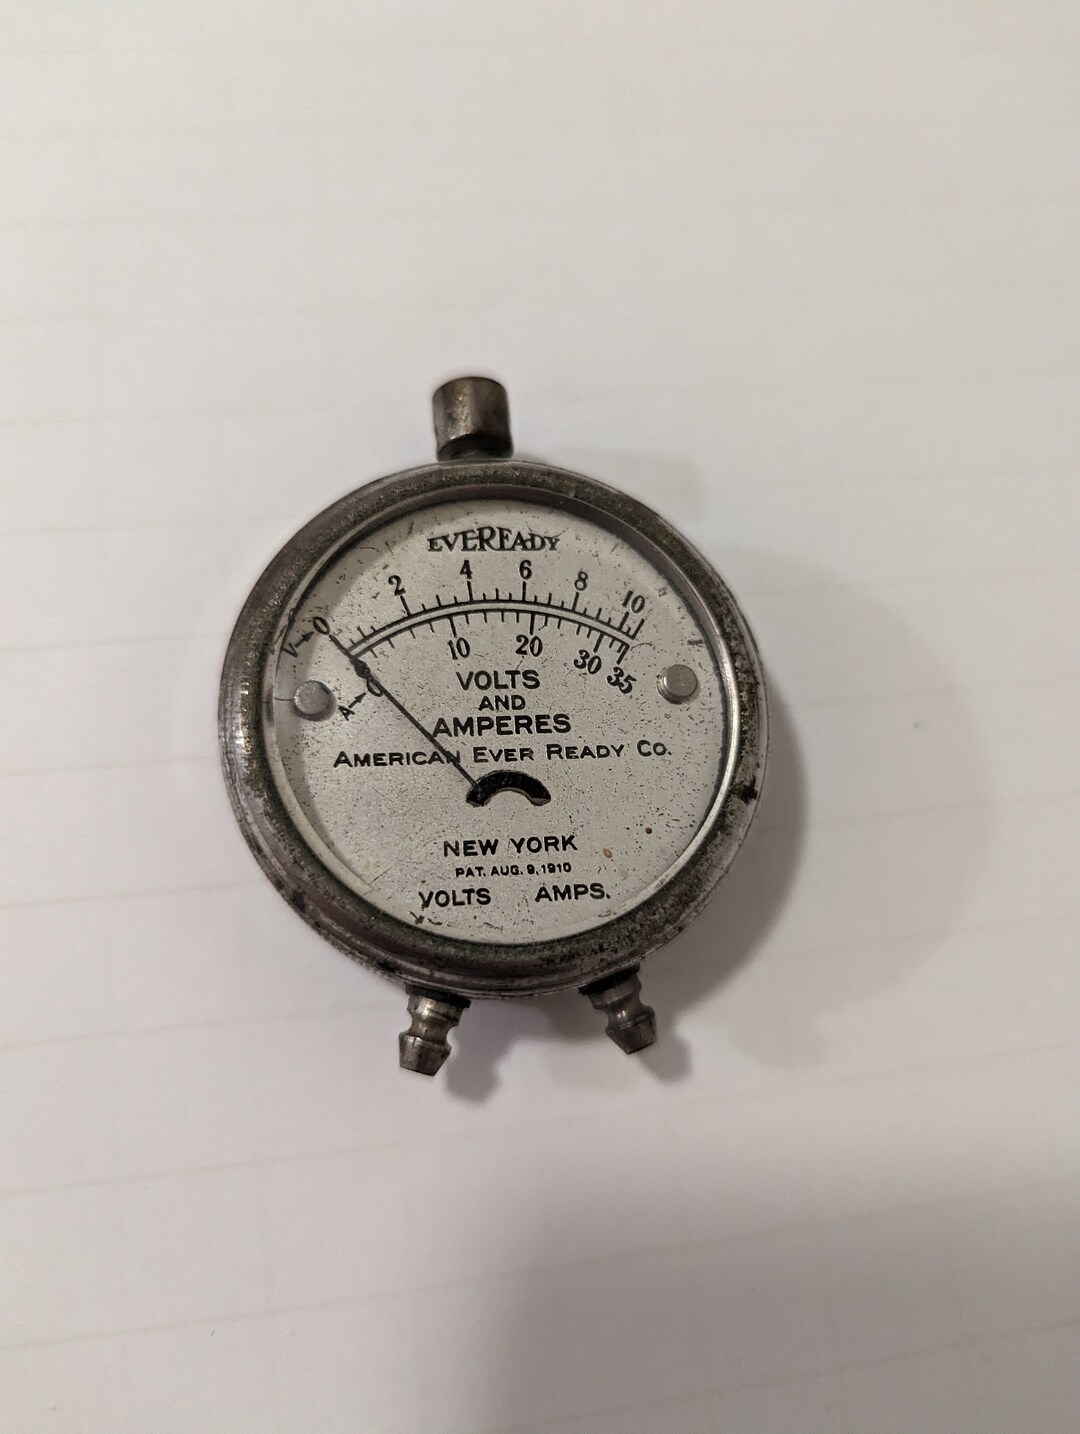 EVEREADY
2 4 6 8 10
V→0
10 20 30 35
A→0
VOLTS
AND
AMPERES
AMERICAN EVER READY CO.
NEW YORK
PAT. AUG. 9, 1910
VOLTS AMPS.